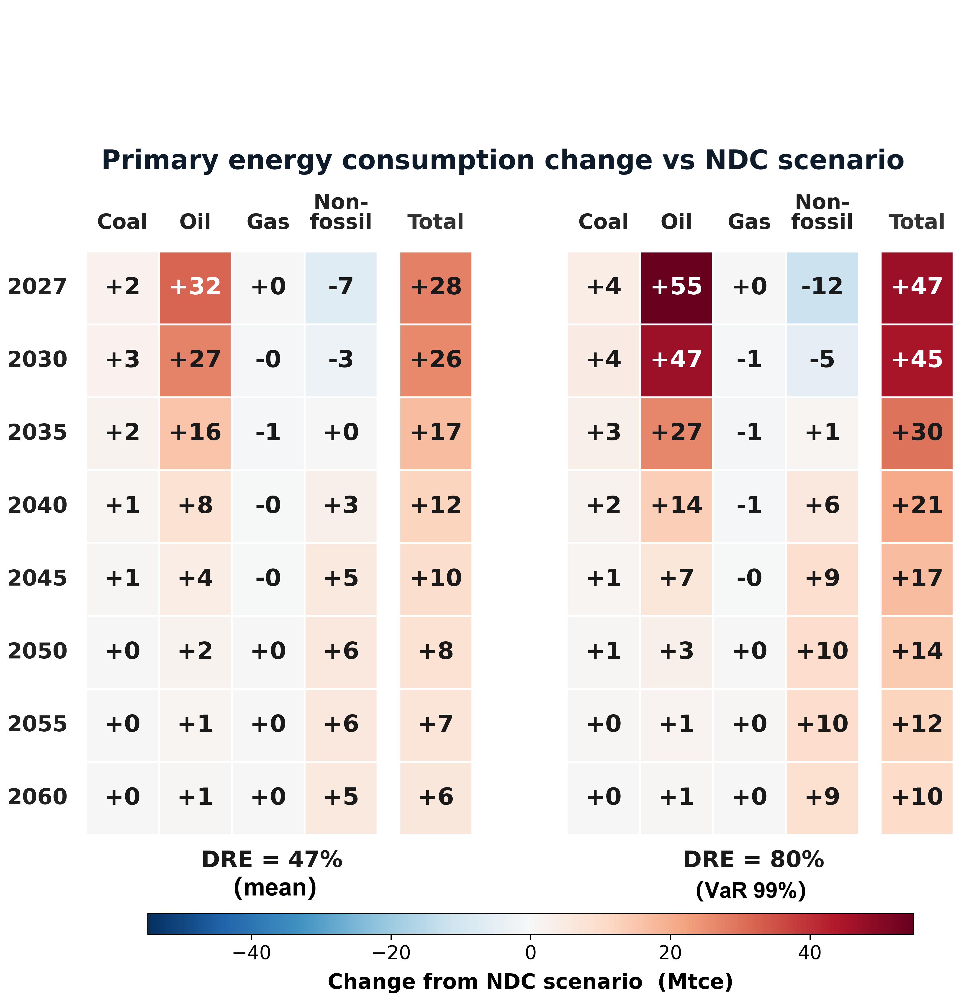 Primary energy consumption change vs NDC scenario
Coal Oil Gas Non-fossil Total Coal Oil Gas Non-fossil Total
2027 +2 +32 +0 -7 +28 +4 +55 +0 -12 +47
2030 +3 +27 -0 -3 +26 +4 +47 -1 -5 +45
2035 +2 +16 -1 +0 +17 +3 +27 -1 +1 +30
2040 +1 +8 -0 +3 +12 +2 +14 -1 +6 +21
2045 +1 +4 -0 +5 +10 +1 +7 -0 +9 +17
2050 +0 +2 +0 +6 +8 +1 +3 +0 +10 +14
2055 +0 +1 +0 +6 +7 +0 +1 +0 +10 +12
2060 +0 +1 +0 +5 +6 +0 +1 +0 +9 +10
DRE = 47% DRE = 80%
(mean) (VaR 99%)
−40 −20 0 20 40
Change from NDC scenario (Mtce)